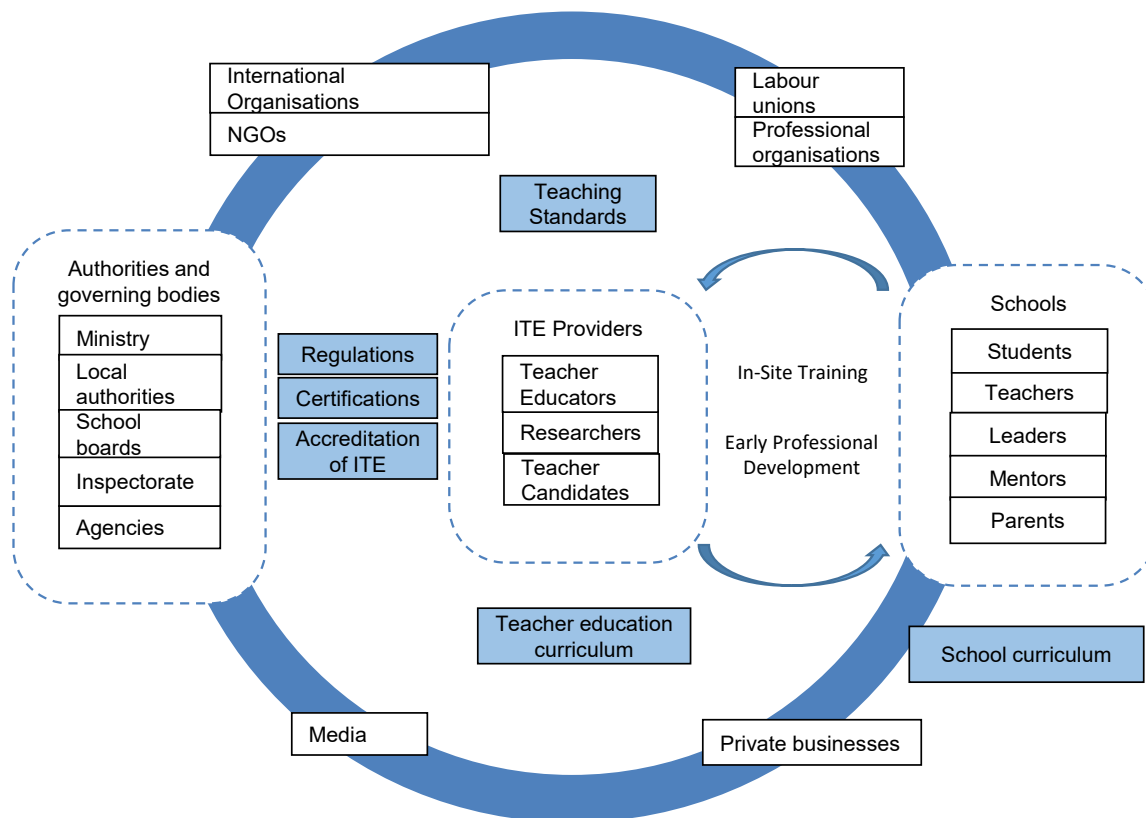 International
Organisations
NGOs
Labour
unions
Professional
organisations
Teaching
Standards
Authorities and
governing bodies
Ministry
Local
authorities
School
boards
Inspectorate
Agencies
Regulations
Certifications
Accreditation
of ITE
ITE Providers
Teacher
Educators
Researchers
Teacher
Candidates
In-Site Training
Early Professional
Development
Schools
Students
Teachers
Leaders
Mentors
Parents
Teacher education
curriculum
School curriculum
Media
Private businesses